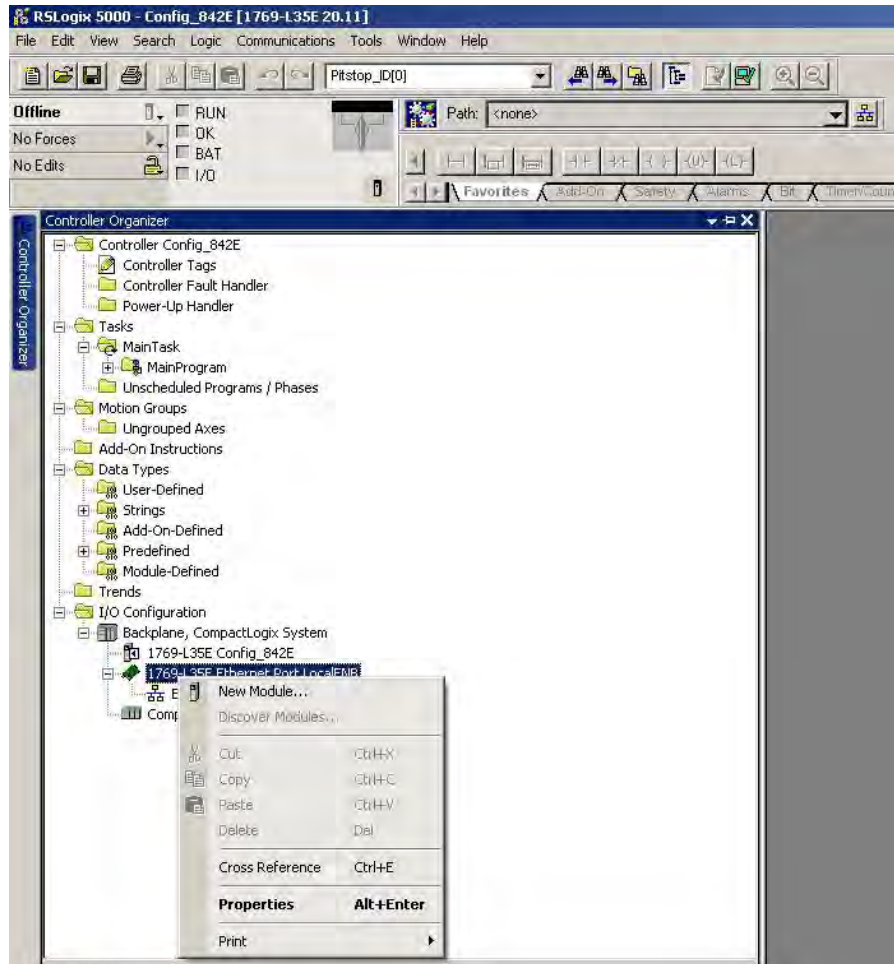 RSLogix 5000 - Config_842E [1769-L35E 20.11]
File Edit View Search Logic Communications Tools Window Help
Pitstop_ID[0]
Offline
RUN
Path: <none>
No Forces
OK
BAT
No Edits
I/O
Favorites Add-On Safety Alarms Bit Timer/Coun
Controller Organizer
Controller Organizer
Controller Config_842E
Controller Tags
Controller Fault Handler
Power-Up Handler
Tasks
MainTask
MainProgram
Unscheduled Programs / Phases
Motion Groups
Ungrouped Axes
Add-On Instructions
Data Types
User-Defined
Strings
Add-On-Defined
Predefined
Module-Defined
Trends
I/O Configuration
Backplane, CompactLogix System
1769-L35E Config_842E
1769-L35E Ethernet Port LocalENB
E
Comp
New Module...
Discover Modules...
Cut Ctrl+X
Copy Ctrl+C
Paste Ctrl+V
Delete Del
Cross Reference Ctrl+E
Properties Alt+Enter
Print